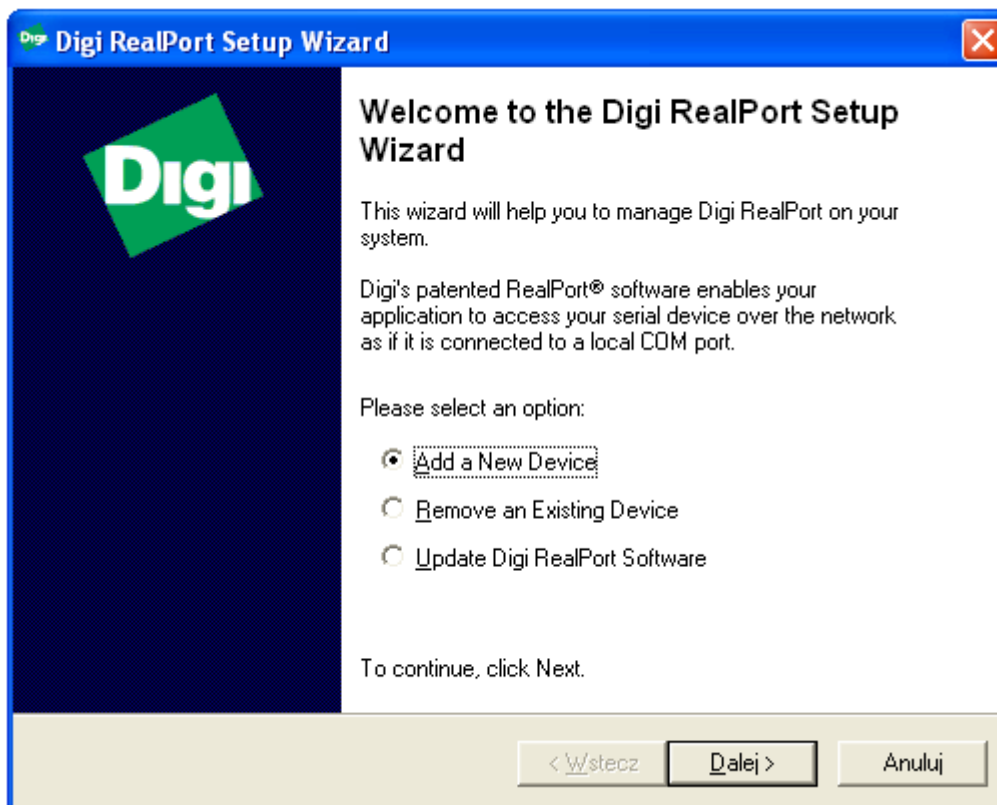 Digi Digi RealPort Setup Wizard
Digi
Welcome to the Digi RealPort Setup
Wizard
This wizard will help you to manage Digi RealPort on your
system.
Digi's patented RealPort® software enables your
application to access your serial device over the network
as if it is connected to a local COM port.
Please select an option:
Add a New Device
Remove an Existing Device
Update Digi RealPort Software
To continue, click Next.
< Wstecz Dalej > Anuluj